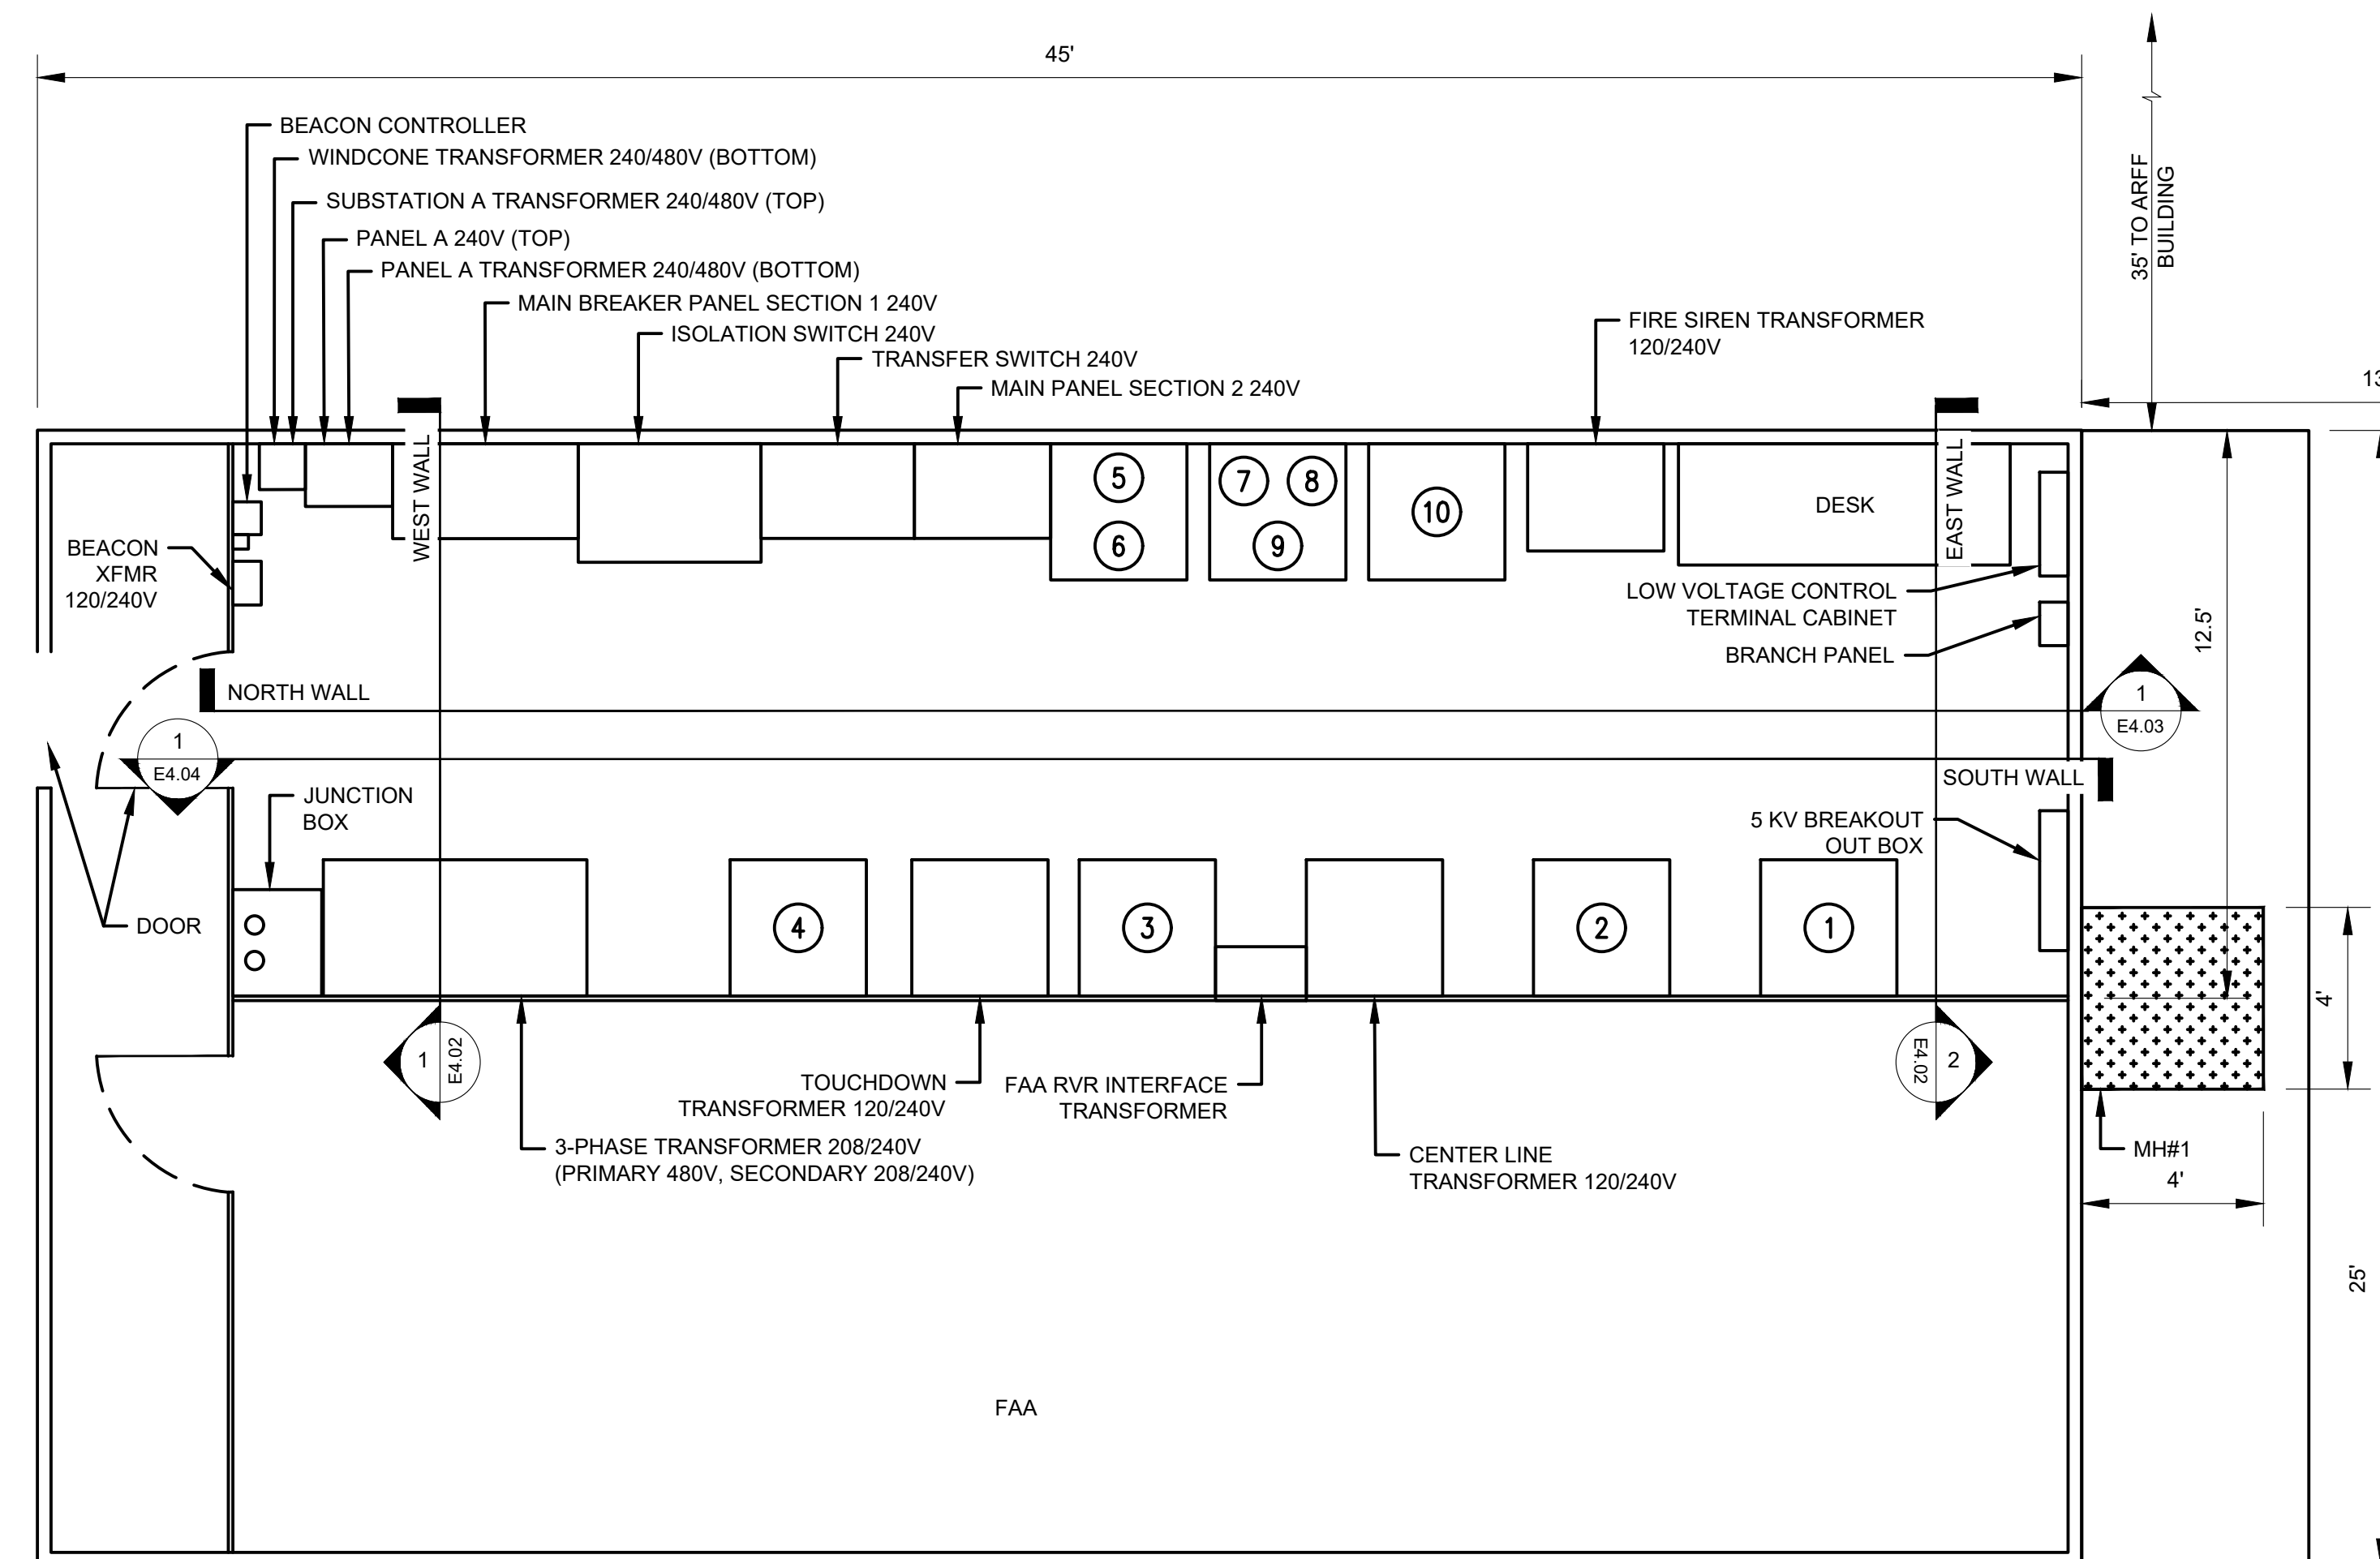 45'
BEACON CONTROLLER
WINDCONE TRANSFORMER 240/480V (BOTTOM)
SUBSTATION A TRANSFORMER 240/480V (TOP)
PANEL A 240V (TOP)
PANEL A TRANSFORMER 240/480V (BOTTOM)
MAIN BREAKER PANEL SECTION 1 240V
ISOLATION SWITCH 240V
TRANSFER SWITCH 240V
MAIN PANEL SECTION 2 240V
FIRE SIREN TRANSFORMER
120/240V
35' TO ARFF
BUILDING
13
WEST WALL
EAST WALL
5
6
7
8
9
10
DESK
BEACON
XFMR
120/240V
LOW VOLTAGE CONTROL
TERMINAL CABINET
BRANCH PANEL
12.5'
NORTH WALL
1
E4.03
1
E4.04
SOUTH WALL
JUNCTION
BOX
5 KV BREAKOUT
OUT BOX
DOOR
4
3
2
1
4'
1
E4.02
E4.02
2
TOUCHDOWN
TRANSFORMER 120/240V
FAA RVR INTERFACE
TRANSFORMER
3-PHASE TRANSFORMER 208/240V
(PRIMARY 480V, SECONDARY 208/240V)
CENTER LINE
TRANSFORMER 120/240V
MH#1
4'
25'
FAA